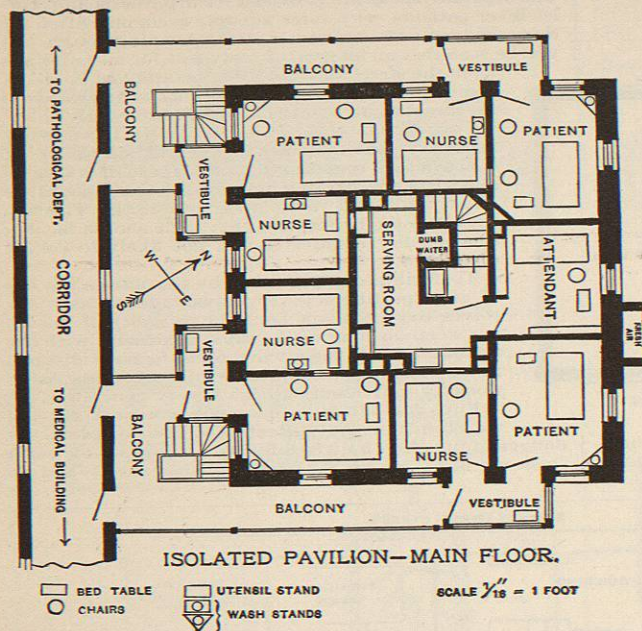 BALCONY
VESTIBULE
BALCONY
← TO PATHOLOGICAL DEPT.
PATIENT
NURSE
PATIENT
VESTIBULE
NURSE
SERVING ROOM
DUMB
WAITER
ATTENDANT
W
N
S
E
CORRIDOR
FRESH
AIR
NURSE
VESTIBULE
PATIENT
NURSE
PATIENT
TO MEDICAL BUILDING →
BALCONY
BALCONY
VESTIBULE
ISOLATED PAVILION—MAIN FLOOR.
BED TABLE
CHAIRS
UTENSIL STAND
WASH STANDS
SCALE 1/16" = 1 FOOT